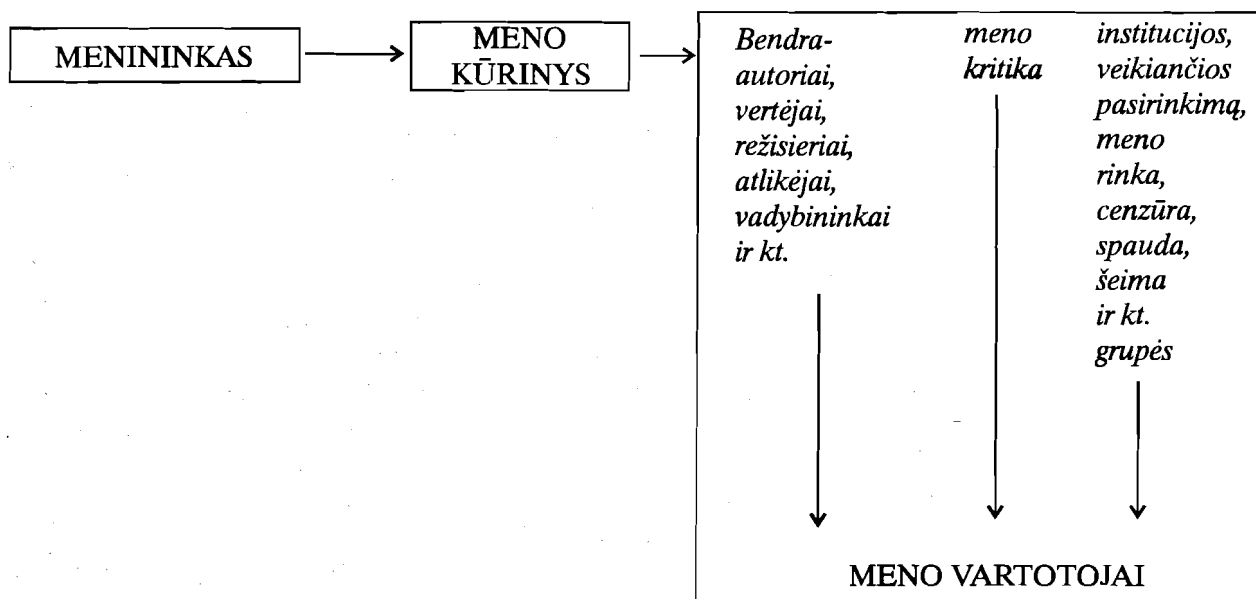 MENININKAS
MENO
KŪRINYS
Bendra-
autoriai,
vertėjai,
režisieriai,
atlikėjai,
vadybininkai
ir kt.
meno
kritika
institucijos,
veikiančios
pasirinkimą,
meno
rinka,
cenzūra,
spauda,
šeima
ir kt.
grupės
MENO VARTOTOJAI